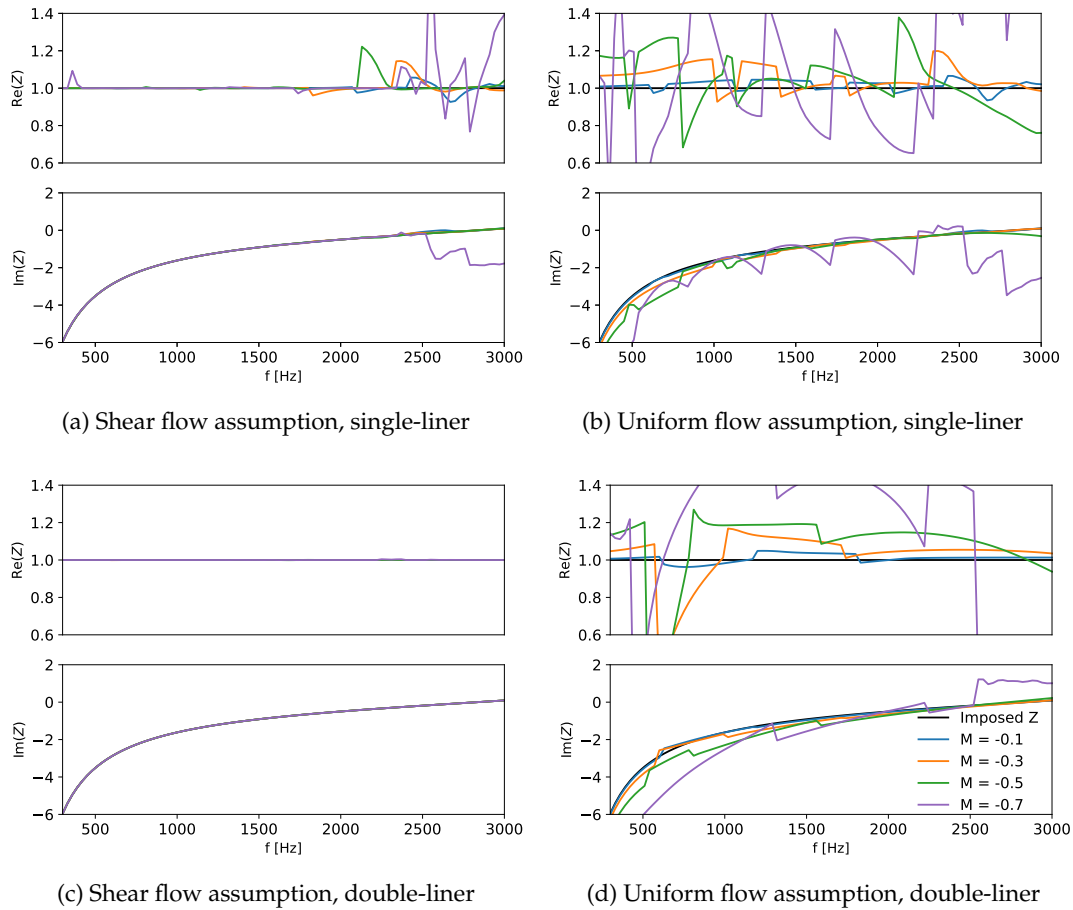 1.4
1.2
1.0
0.8
0.6
Re(Z)
2
0
−2
−4
−6
Im(Z)
500 1000 1500 2000 2500 3000
f [Hz]
(a) Shear flow assumption, single-liner
1.4
1.2
1.0
0.8
0.6
Re(Z)
2
0
−2
−4
−6
Im(Z)
500 1000 1500 2000 2500 3000
f [Hz]
(b) Uniform flow assumption, single-liner
1.4
1.2
1.0
0.8
0.6
Re(Z)
2
0
−2
−4
−6
Im(Z)
500 1000 1500 2000 2500 3000
f [Hz]
(c) Shear flow assumption, double-liner
1.4
1.2
1.0
0.8
0.6
Re(Z)
2
0
−2
−4
−6
Im(Z)
Imposed Z
M = -0.1
M = -0.3
M = -0.5
M = -0.7
500 1000 1500 2000 2500 3000
f [Hz]
(d) Uniform flow assumption, double-liner